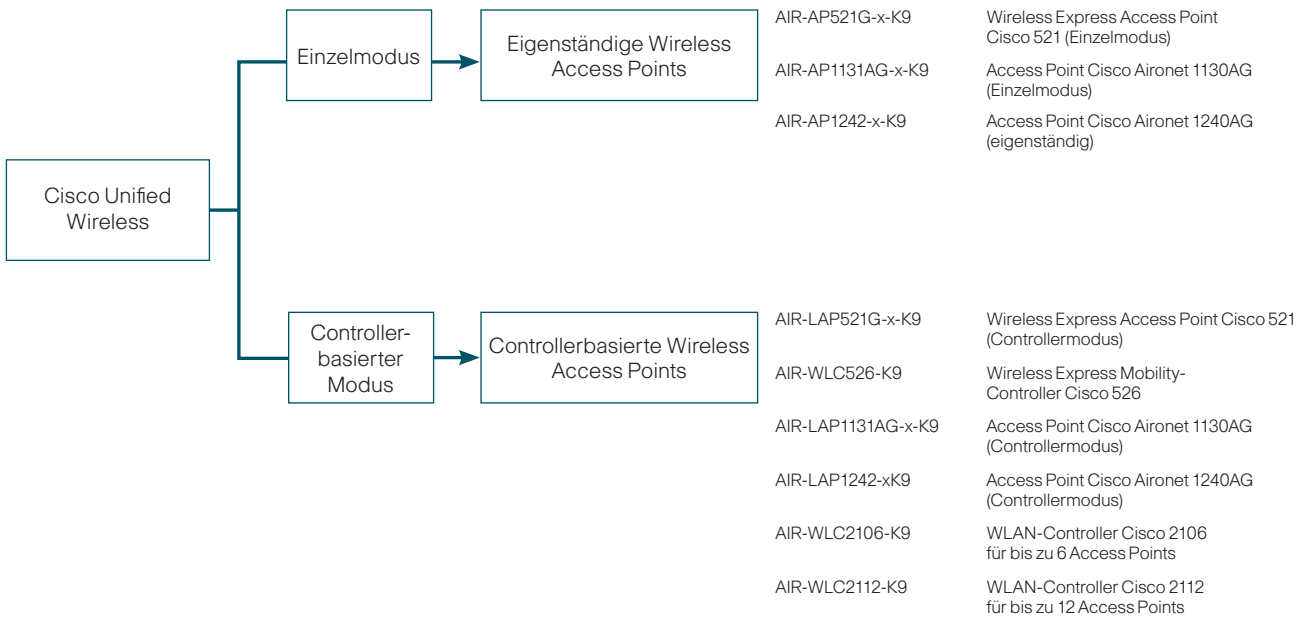 Cisco Unified
Wireless
Einzelmodus
Eigenständige Wireless
Access Points
AIR-AP521G-x-K9
Wireless Express Access Point
Cisco 521 (Einzelmodus)
AIR-AP1131AG-x-K9
Access Point Cisco Aironet 1130AG
(Einzelmodus)
AIR-AP1242-x-K9
Access Point Cisco Aironet 1240AG
(eigenständig)
Controller-
basierter
Modus
Controllerbasierte Wireless
Access Points
AIR-LAP521G-x-K9
Wireless Express Access Point Cisco 521
(Controllermodus)
AIR-WLC526-K9
Wireless Express Mobility-
Controller Cisco 526
AIR-LAP1131AG-x-K9
Access Point Cisco Aironet 1130AG
(Controllermodus)
AIR-LAP1242-xK9
Access Point Cisco Aironet 1240AG
(Controllermodus)
AIR-WLC2106-K9
WLAN-Controller Cisco 2106
für bis zu 6 Access Points
AIR-WLC2112-K9
WLAN-Controller Cisco 2112
für bis zu 12 Access Points